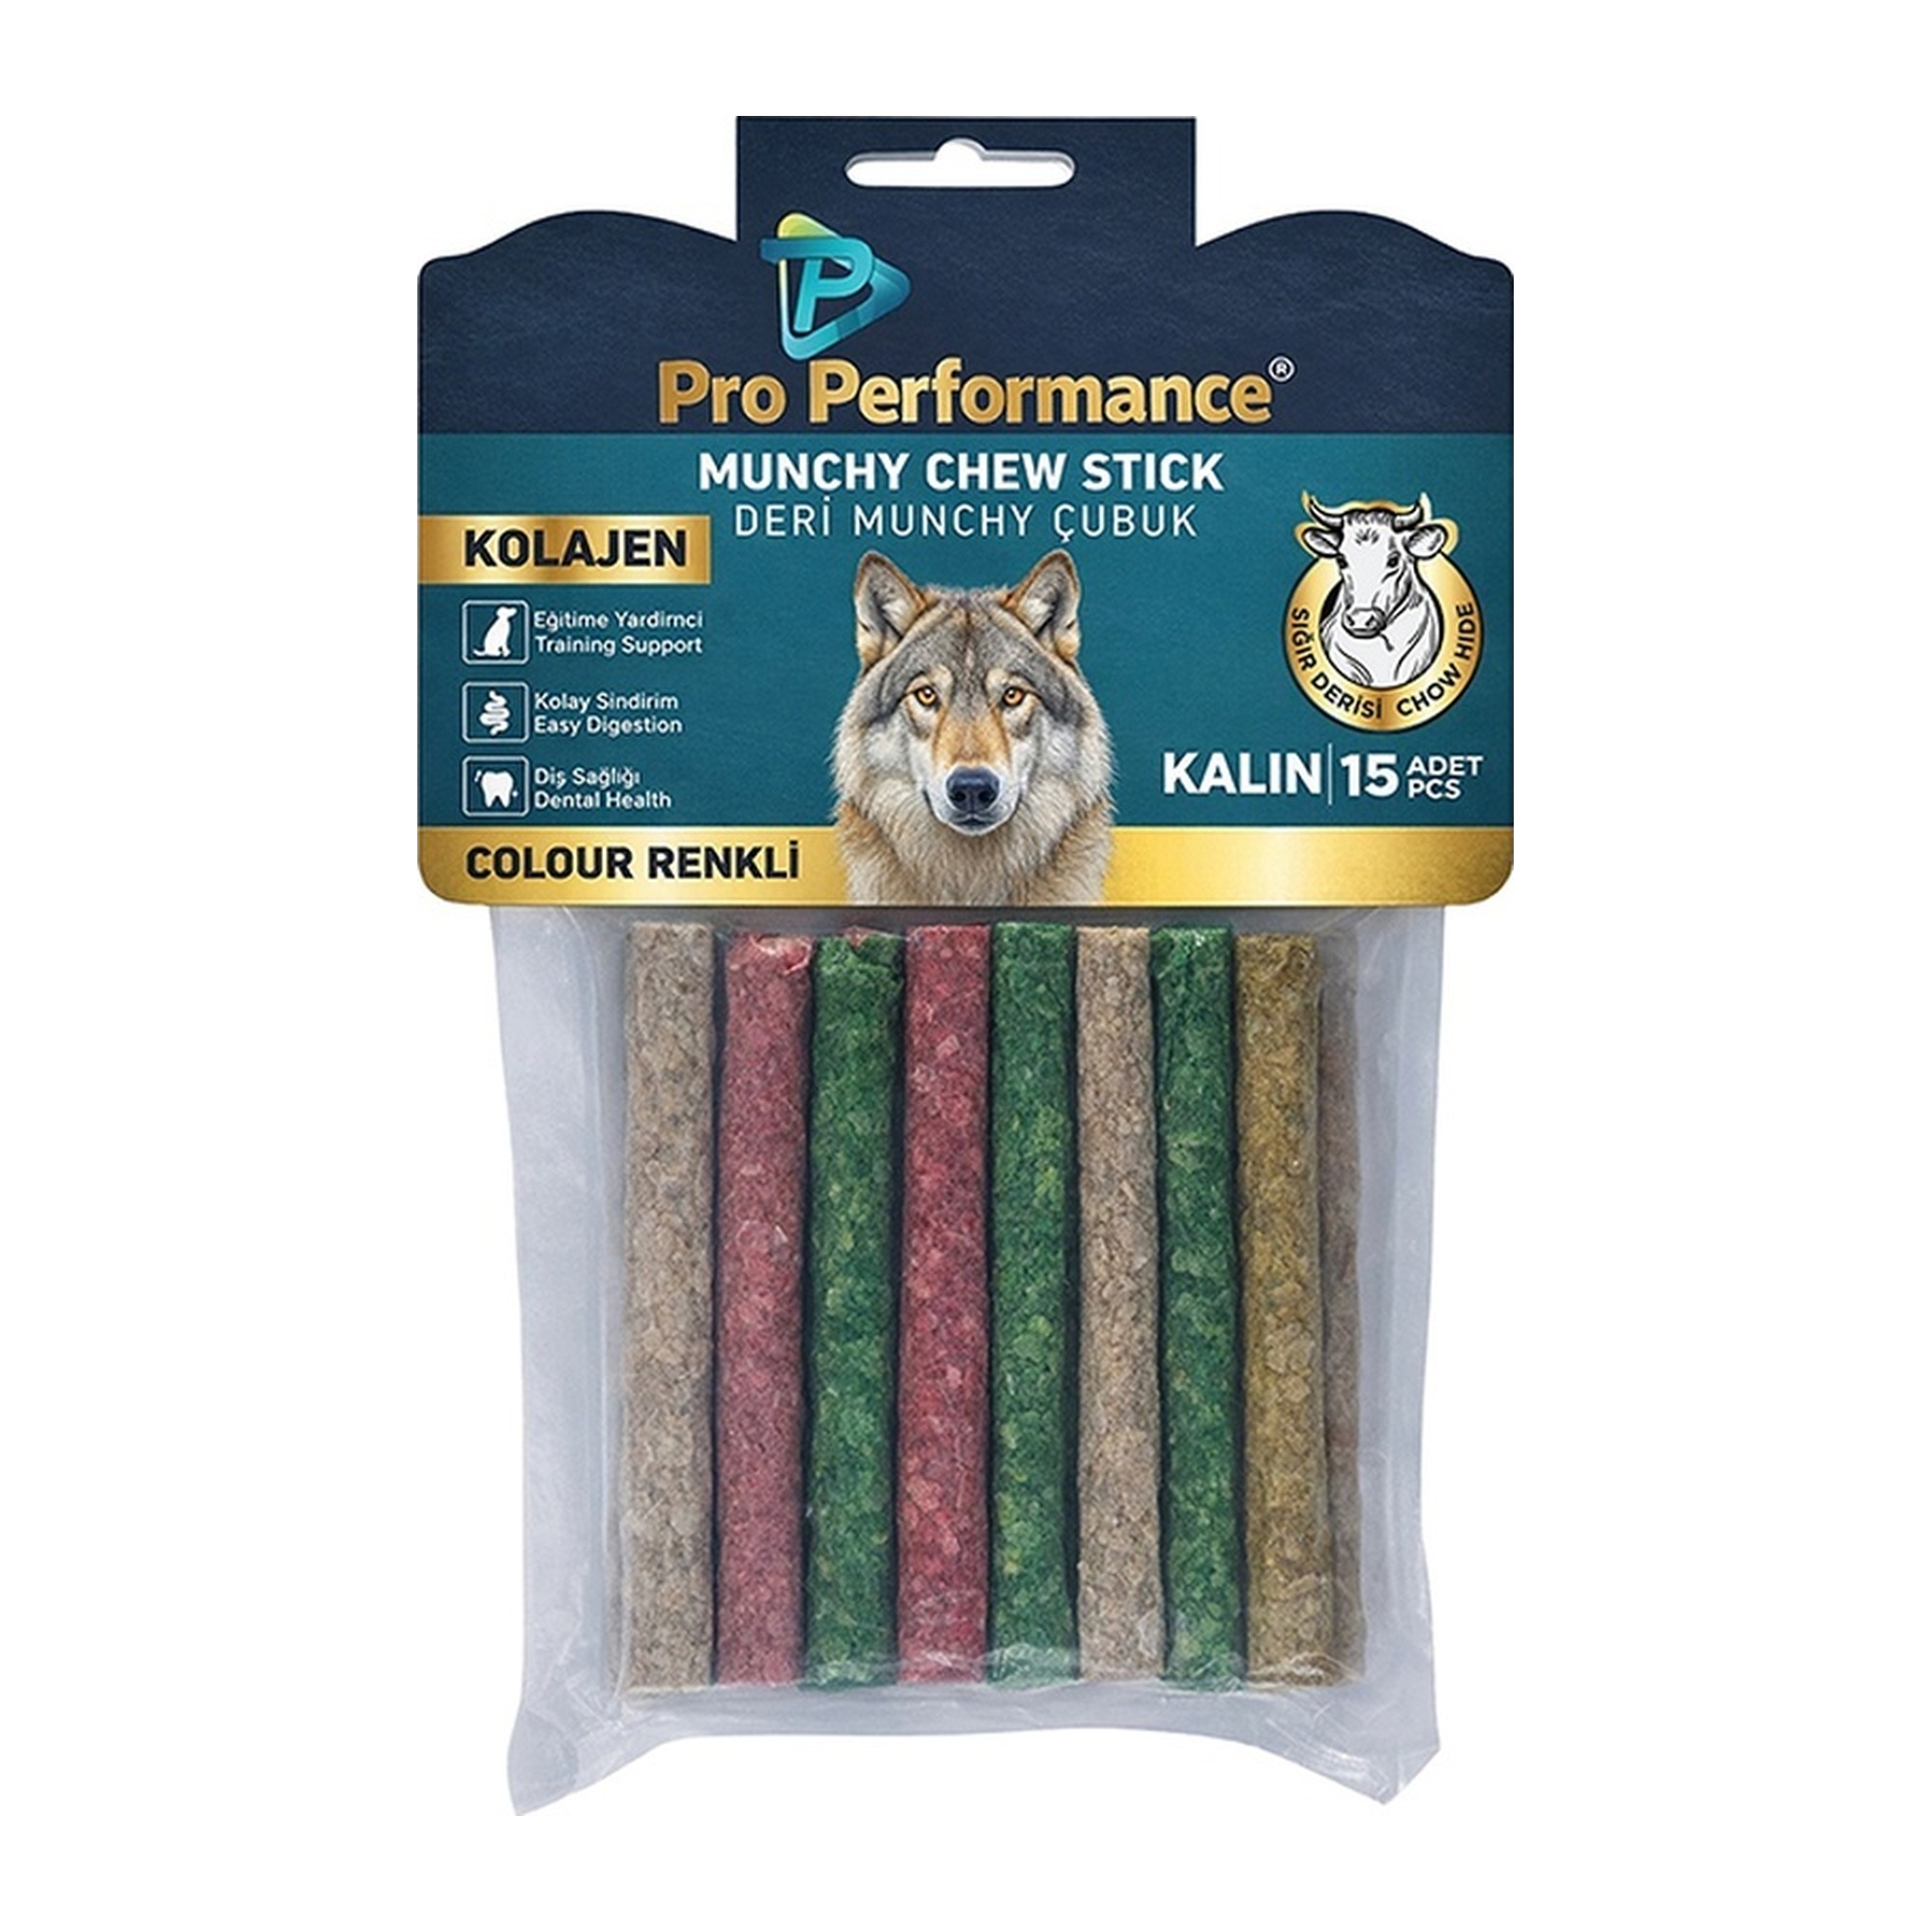 P
Pro Performance®
MUNCHY CHEW STICK
DERİ MUNCHY ÇUBUK
KOLAJEN
Eğitime Yardimci
Training Support
Kolay Sindirim
Easy Digestion
Diş Sağlığı
Dental Health
SIĞIR DERİSİ CHOW HIDE
KALIN | 15 ADET
PCS
COLOUR RENKLİ